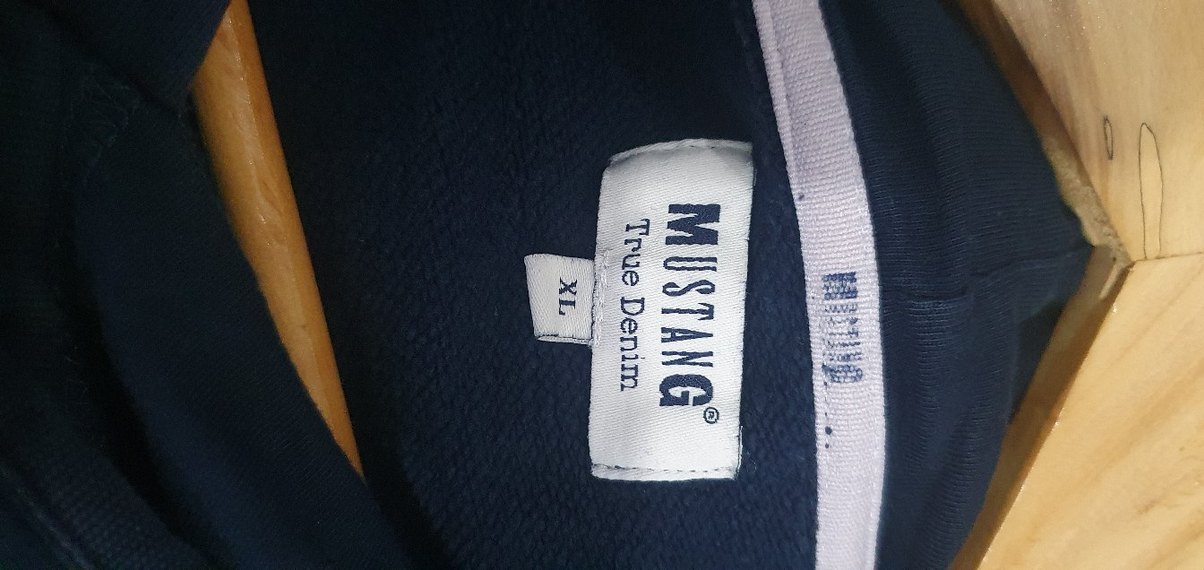 MUSTANG®
True Denim
XL